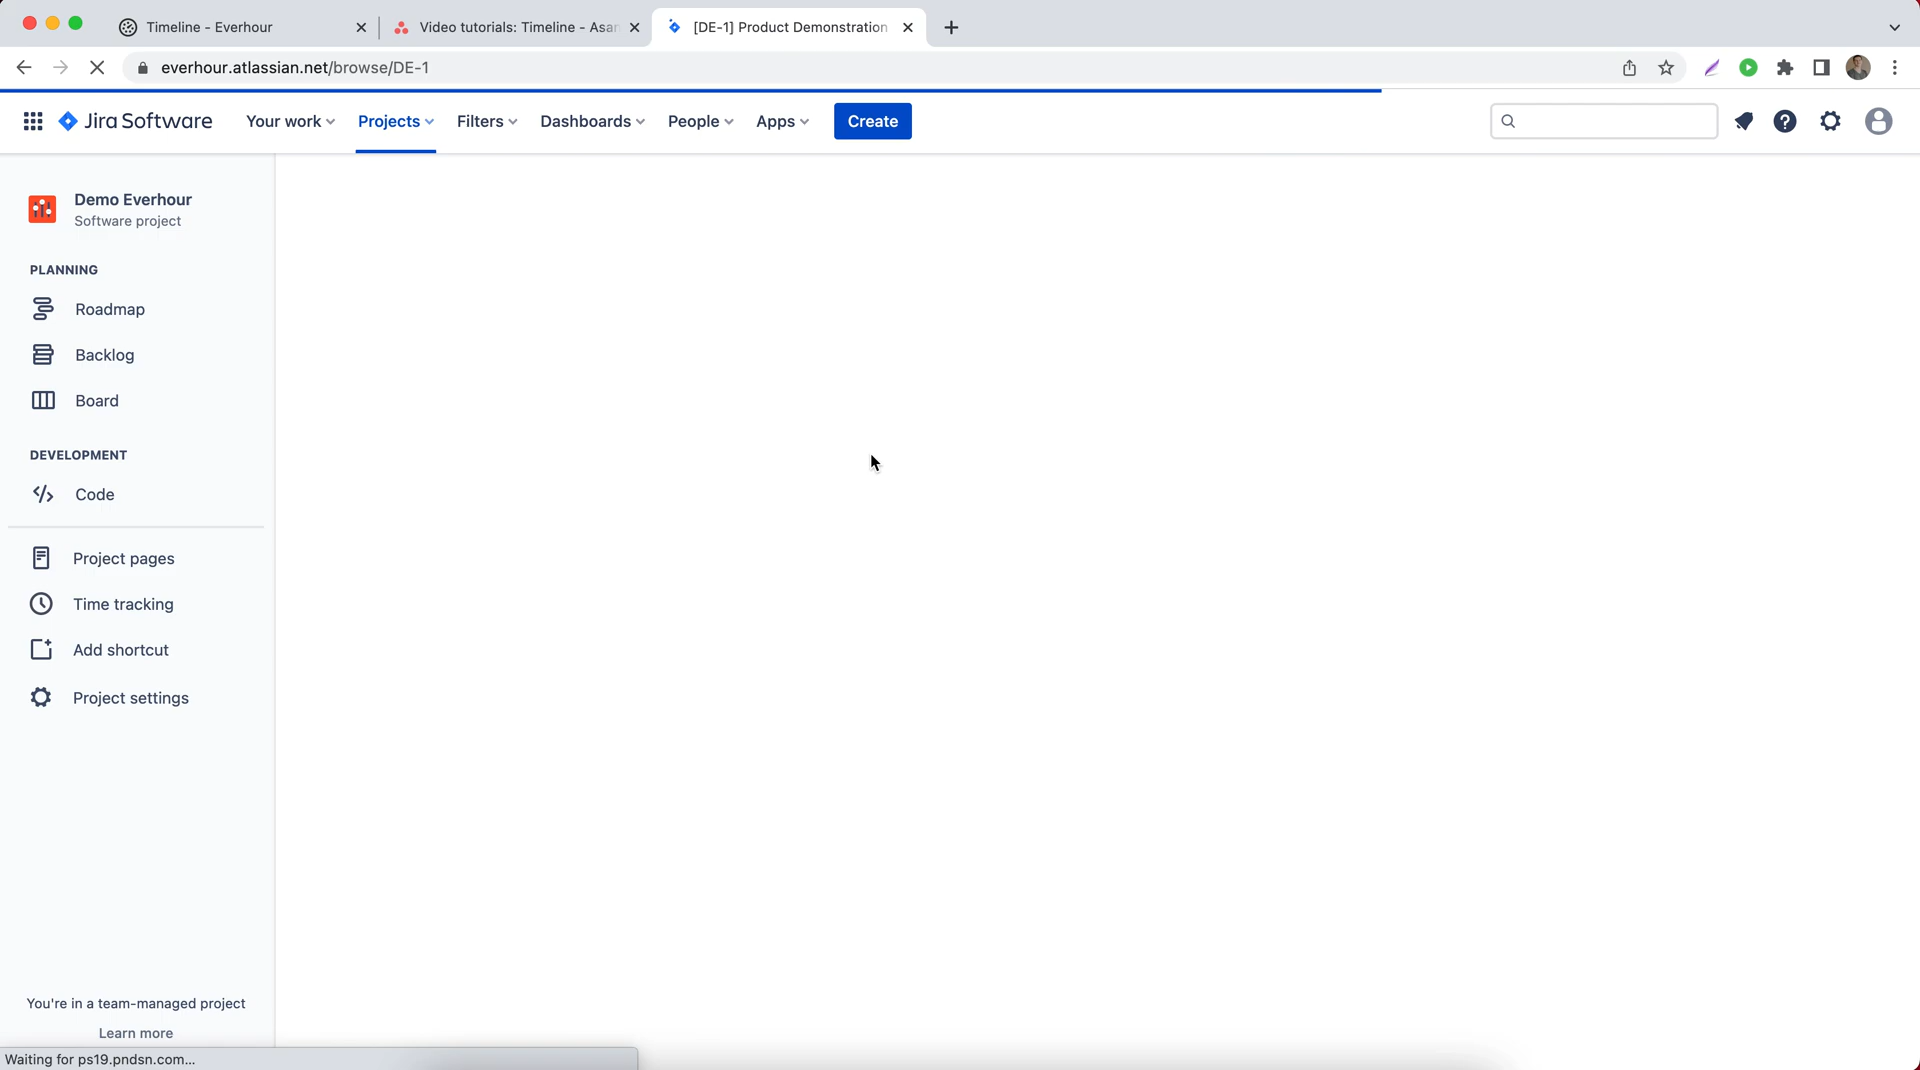 Timeline - Everhour
Video tutorials: Timeline - Asan
[DE-1] Product Demonstration
everhour.atlassian.net/browse/DE-1
Jira Software
Your work
Projects
Filters
Dashboards
People
Apps
Create
Demo Everhour
Software project
PLANNING
Roadmap
Backlog
Board
DEVELOPMENT
Code
Project pages
Time tracking
Add shortcut
Project settings
You're in a team-managed project
Learn more
Waiting for ps19.pndsn.com...